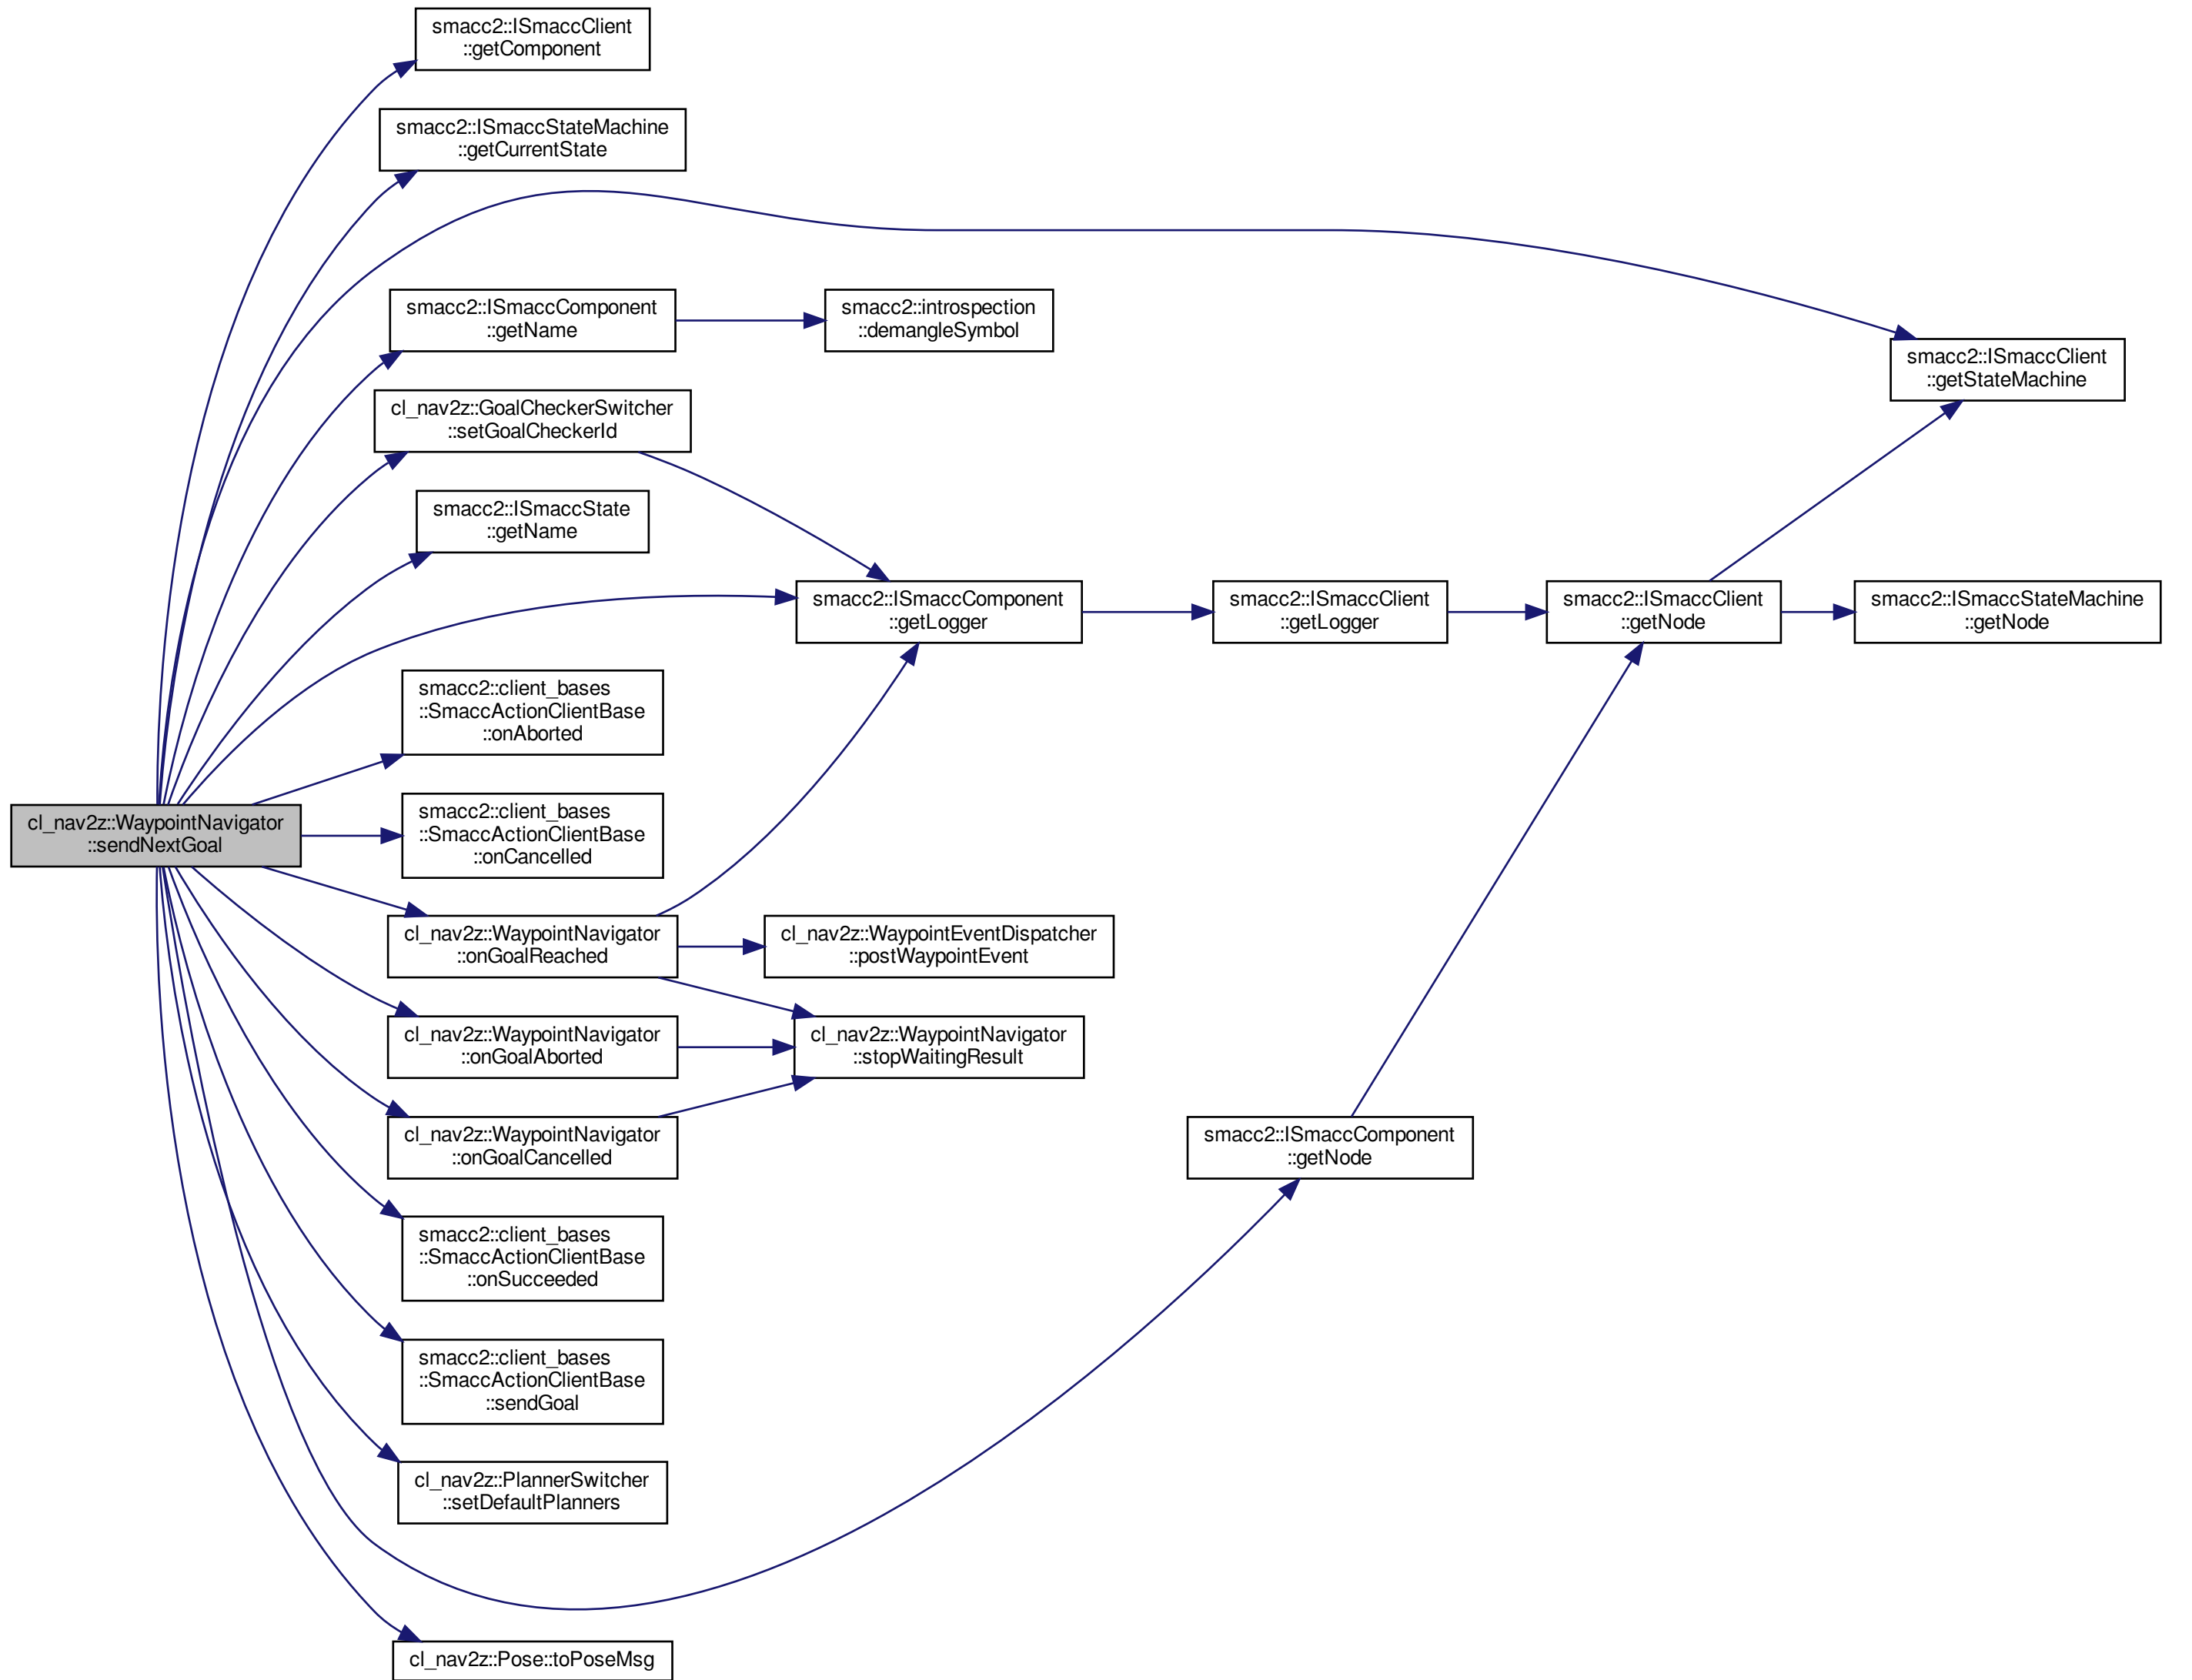 smacc2::ISmaccClient
::getComponent
smacc2::ISmaccStateMachine
::getCurrentState
smacc2::ISmaccComponent
::getName
smacc2::introspection
::demangleSymbol
smacc2::ISmaccClient
::getStateMachine
cl_nav2z::GoalCheckerSwitcher
::setGoalCheckerId
smacc2::ISmaccState
::getName
smacc2::ISmaccComponent
::getLogger
smacc2::ISmaccClient
::getLogger
smacc2::ISmaccClient
::getNode
smacc2::ISmaccStateMachine
::getNode
smacc2::client_bases
::SmaccActionClientBase
::onAborted
cl_nav2z::WaypointNavigator
::sendNextGoal
smacc2::client_bases
::SmaccActionClientBase
::onCancelled
cl_nav2z::WaypointNavigator
::onGoalReached
cl_nav2z::WaypointEventDispatcher
::postWaypointEvent
cl_nav2z::WaypointNavigator
::onGoalAborted
cl_nav2z::WaypointNavigator
::stopWaitingResult
cl_nav2z::WaypointNavigator
::onGoalCancelled
smacc2::ISmaccComponent
::getNode
smacc2::client_bases
::SmaccActionClientBase
::onSucceeded
smacc2::client_bases
::SmaccActionClientBase
::sendGoal
cl_nav2z::PlannerSwitcher
::setDefaultPlanners
cl_nav2z::Pose::toPoseMsg